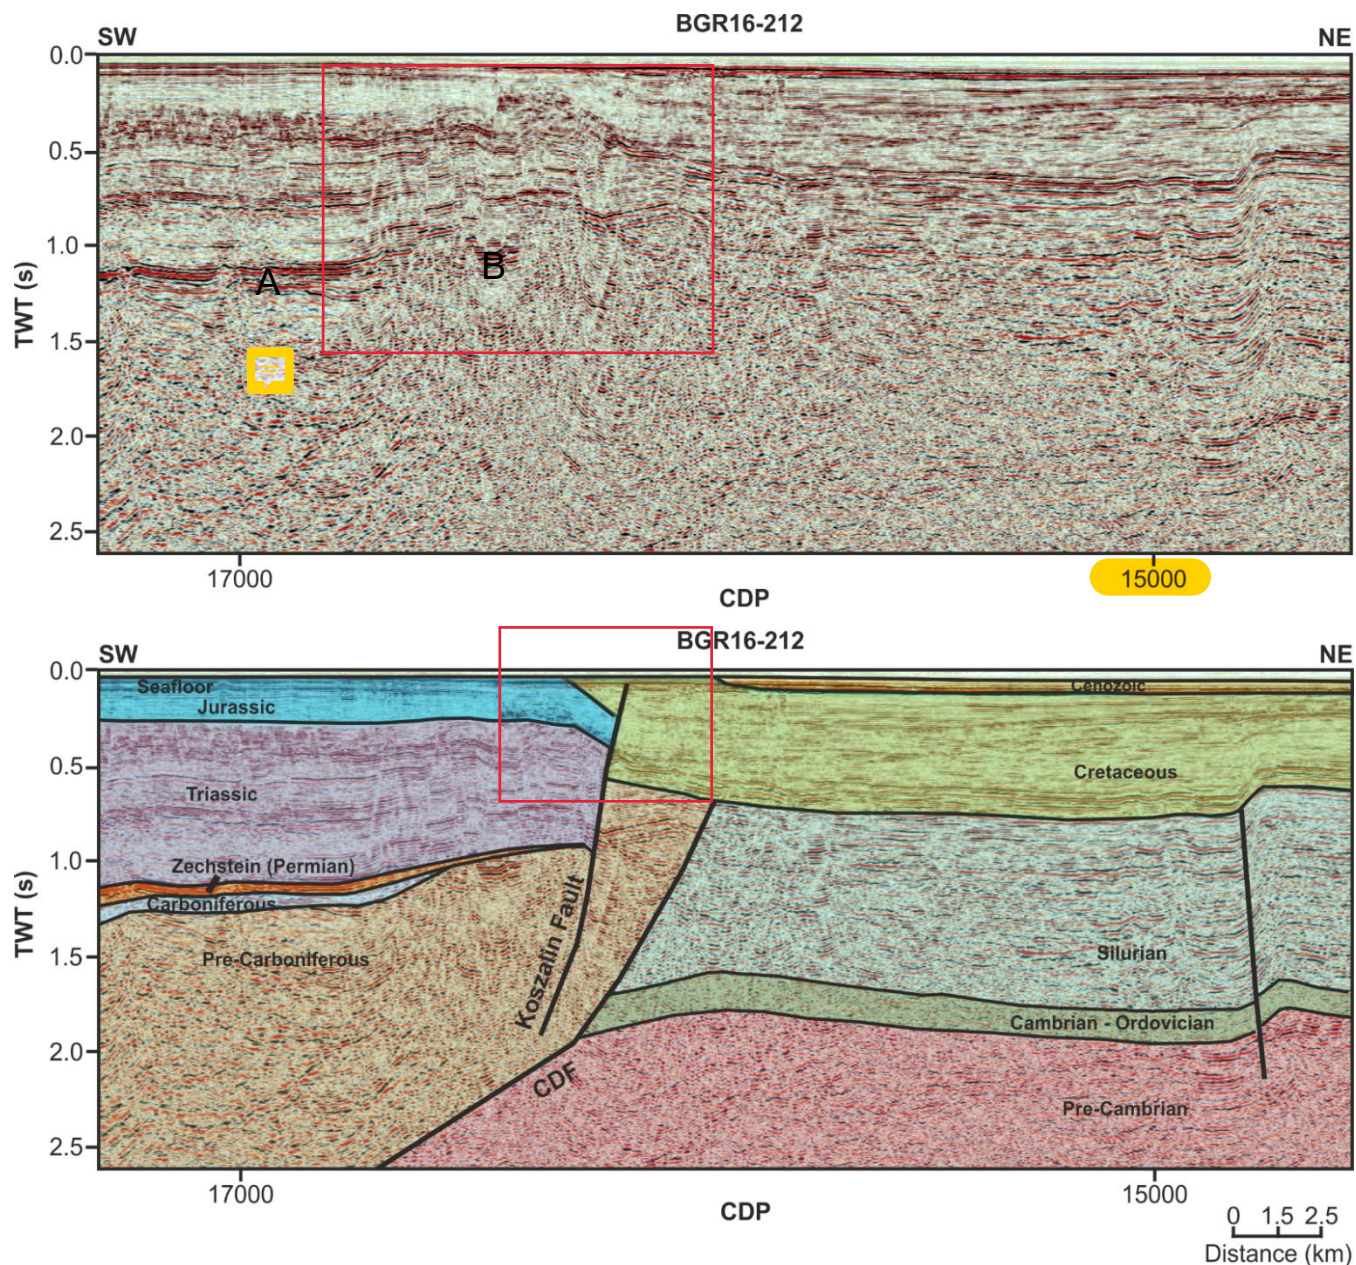 BGR16-212
SW
NE
0.0
0.5
1.0
1.5
2.0
2.5
TWT (s)
A
B
17000
15000
CDP
BGR16-212
SW
NE
0.0
0.5
1.0
1.5
2.0
2.5
TWT (s)
Seafloor
Jurassic
Cenozoic
Triassic
Cretaceous
Zechstein (Permian)
Carboniferous
Pre-Carboniferous
Koszalin Fault
Silurian
Cambrian - Ordovician
CDF
Pre-Cambrian
17000
15000
CDP
0 1.5 2.5
Distance (km)